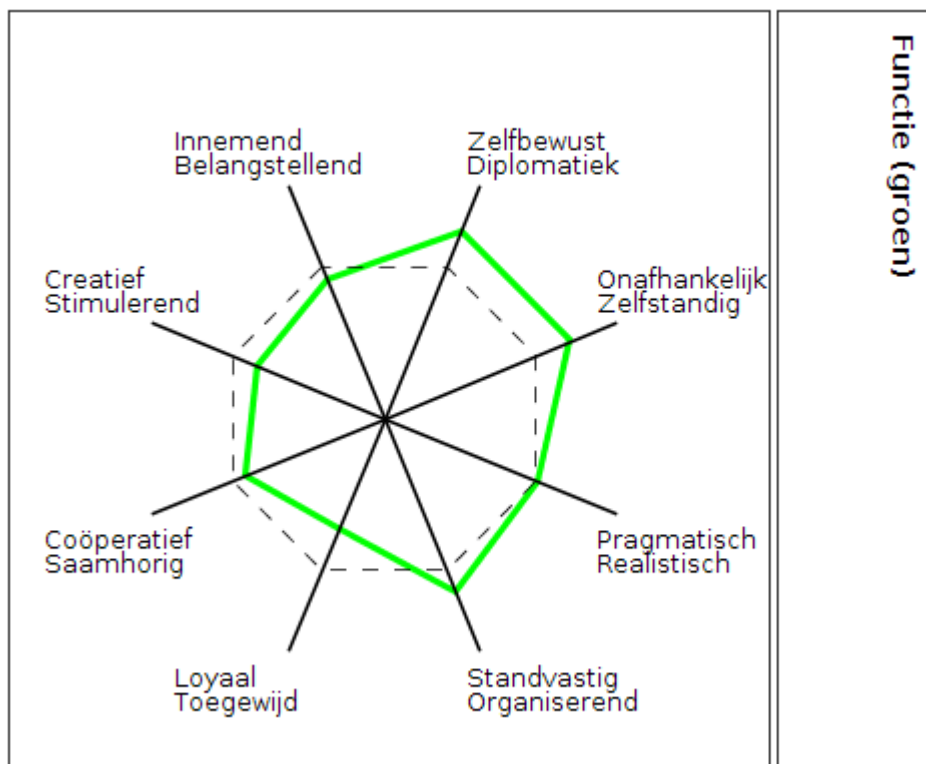 Innemend
Belangstellend
Zelfbewust
Diplomatiek
Creatief
Stimulerend
Onafhankelijk
Zelfstandig
Coöperatief
Saamhorig
Pragmatisch
Realistisch
Loyaal
Toegewijd
Standvastig
Organiserend
Functie (groen)